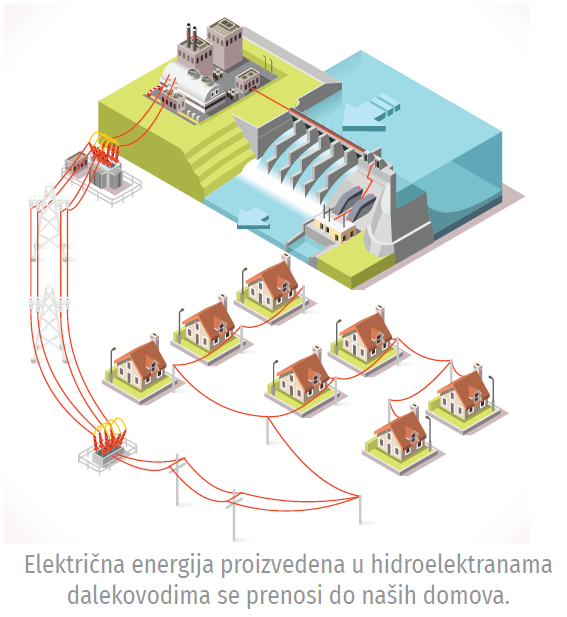 Električna energija proizvedena u hidroelektranama
dalekovodima se prenosi do naših domova.